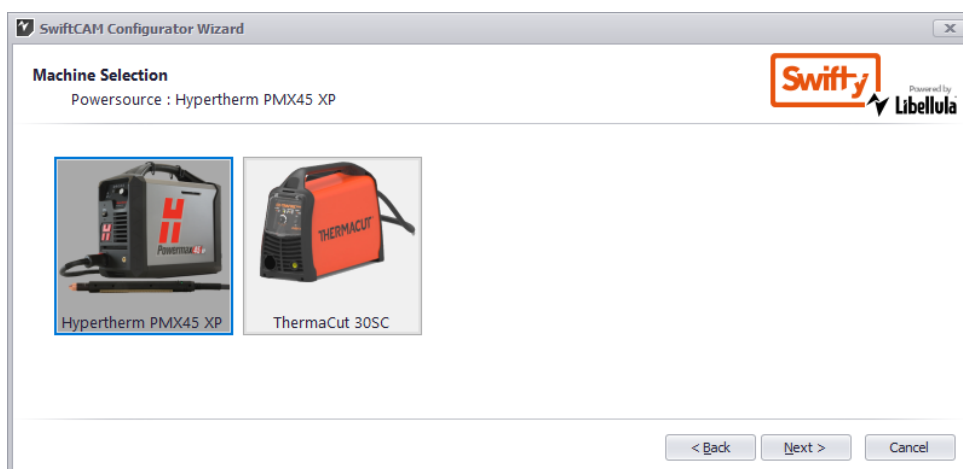 SwiftCAM Configurator Wizard
Machine Selection
Powersource : Hypertherm PMX45 XP
Swifty
Powered by
Libellula
Powermax45
THERMACUT
Hypertherm PMX45 XP
ThermaCut 30SC
< Back
Next >
Cancel